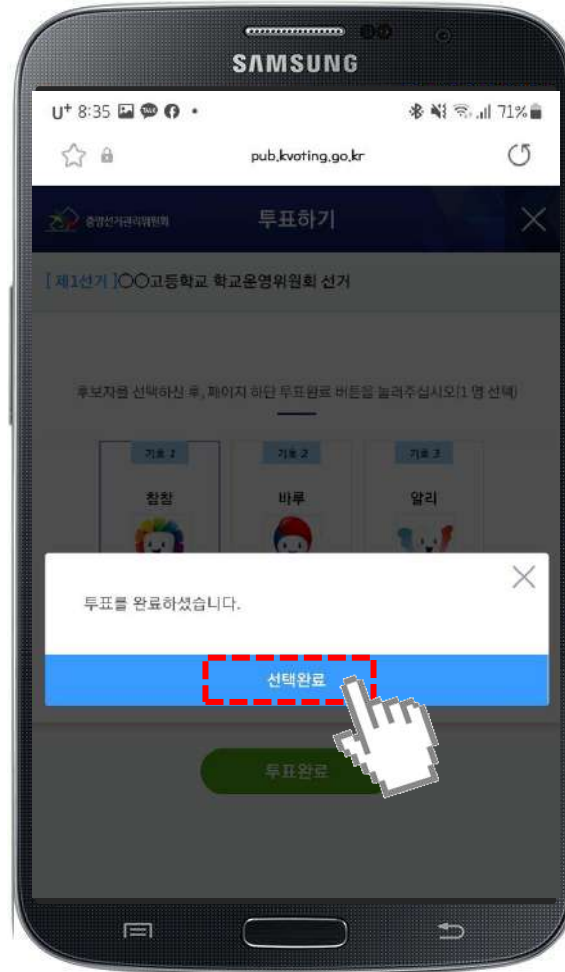 SAMSUNG
U⁺ 8:35 71%
pub.kvoting.go.kr
중앙선거관리위원회 투표하기
[ 제1선거 ]○○고등학교 학교운영위원회 선거
후보자를 선택하신 후, 페이지 하단 투표완료 버튼을 눌러주십시오(1 명 선택)
기호 1 기호 2 기호 3
참참 바루 알리
투표를 완료하셨습니다.
선택완료
투표완료